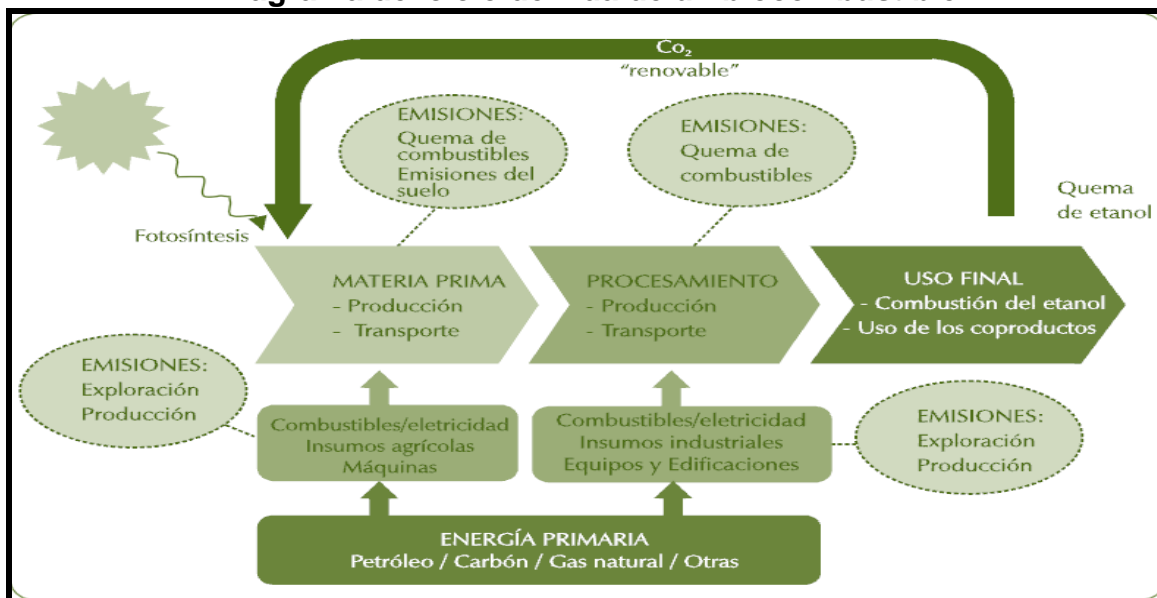 Co₂
“renovable”
EMISIONES:
Quema de
combustibles
Emisiones del
suelo
EMISIONES:
Quema de
combustibles
Quema
de etanol
Fotosíntesis
MATERIA PRIMA
- Producción
- Transporte
PROCESAMIENTO
- Producción
- Transporte
USO FINAL
- Combustión del etanol
- Uso de los coproductos
EMISIONES:
Exploración
Producción
Combustibles/eletricidad
Insumos agrícolas
Máquinas
Combustibles/eletricidad
Insumos industriales
Equipos y Edificaciones
EMISIONES:
Exploración
Producción
ENERGÍA PRIMARIA
Petróleo / Carbón / Gas natural / Otras